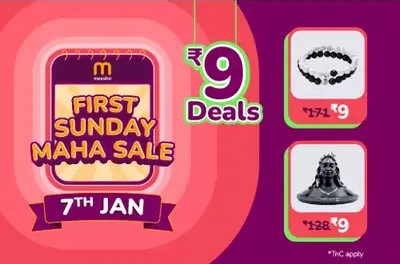 meesho
FIRST
SUNDAY
MAHA SALE
7TH JAN
₹9
Deals
₹171 ₹9
₹128 ₹9
*TnC apply